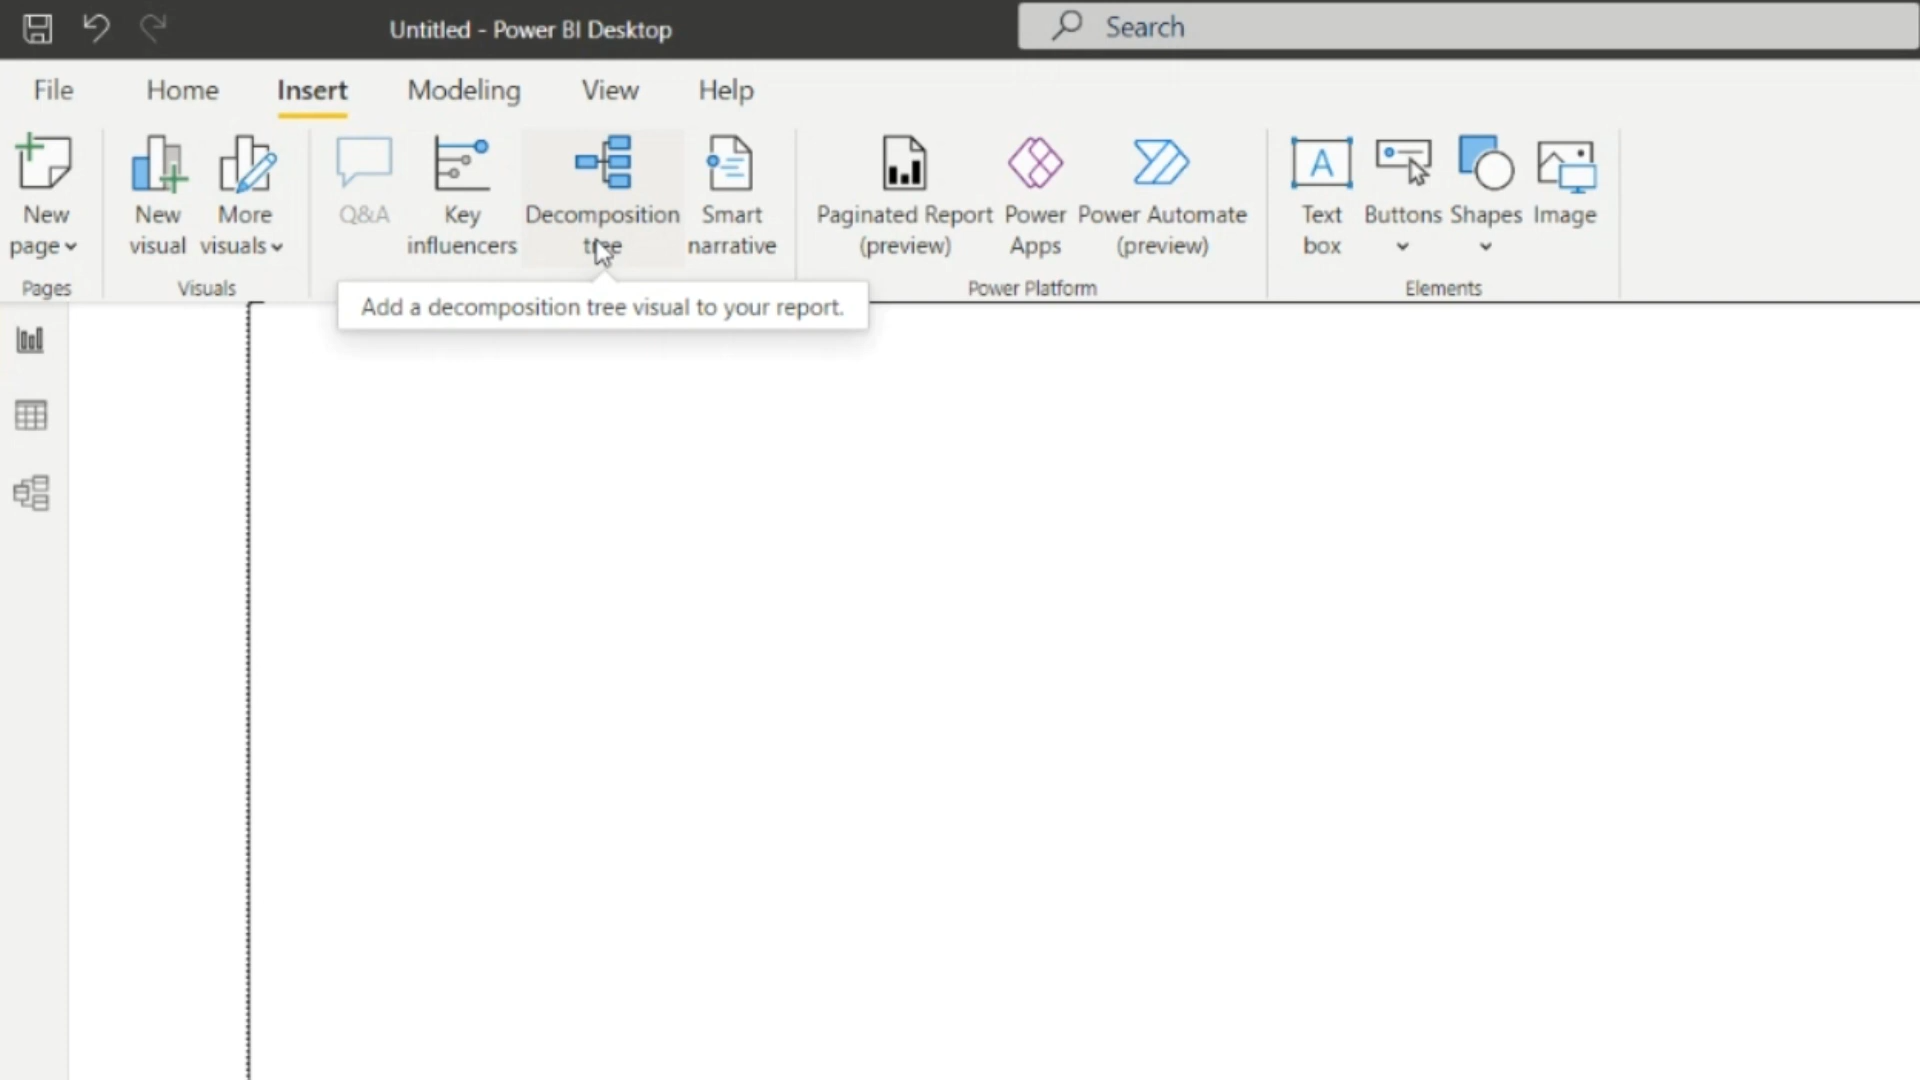 Untitled - Power BI Desktop
Search
File
Home
Insert
Modeling
View
Help
New
page
New
visual
More
visuals
Q&A
Key
influencers
Decomposition
tree
Smart
narrative
Paginated Report
(preview)
Power
Apps
Power Automate
(preview)
Text
box
Buttons
Shapes
Image
Pages
Visuals
Power Platform
Elements
Add a decomposition tree visual to your report.